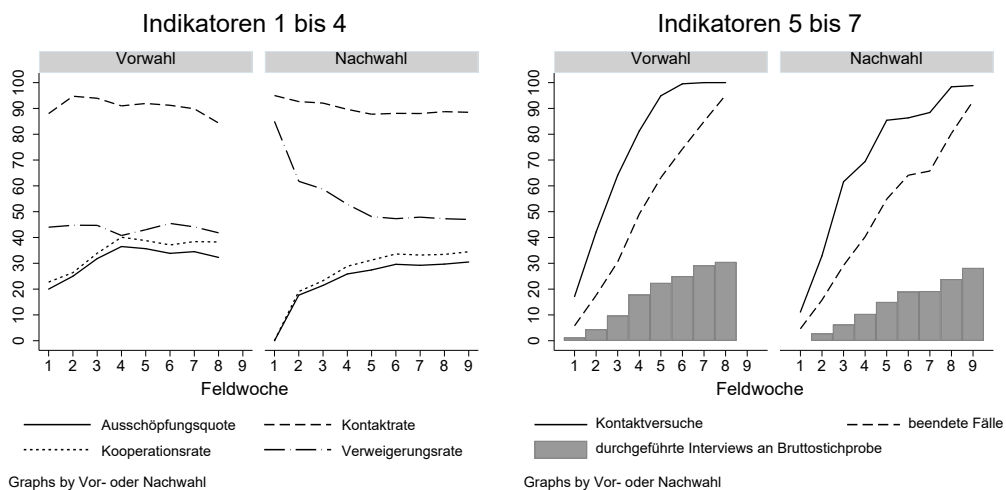 Indikatoren 1 bis 4
Vorwahl Nachwahl
0 10 20 30 40 50 60 70 80 90 100
1 2 3 4 5 6 7 8 9 1 2 3 4 5 6 7 8 9
Feldwoche
Ausschöpfungsquote Kontaktrate
Kooperationsrate Verweigerungsrate
Graphs by Vor- oder Nachwahl
Indikatoren 5 bis 7
Vorwahl Nachwahl
0 10 20 30 40 50 60 70 80 90 100
1 2 3 4 5 6 7 8 9 1 2 3 4 5 6 7 8 9
Feldwoche
Kontaktversuche beendete Fälle
durchgeführte Interviews an Bruttostichprobe
Graphs by Vor- oder Nachwahl